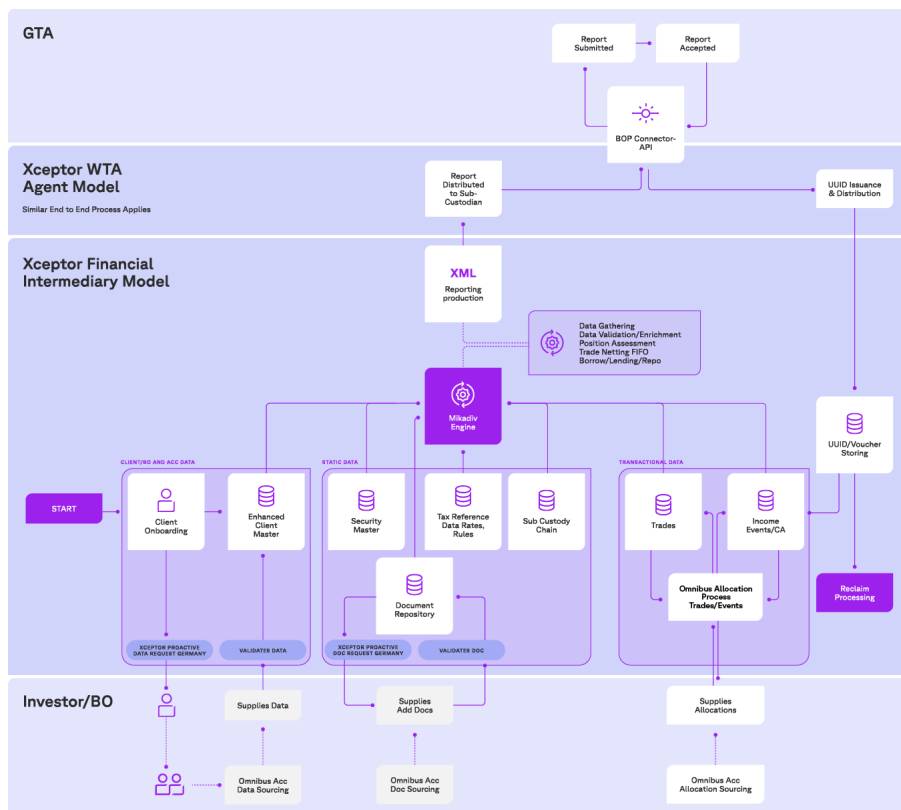 GTA
Report
Submitted
Report
Accepted
BOP Connector-
API
Xceptor WTA
Agent Model
Similar End to End Process Applies
Report
Distributed
to Sub-
Custodian
UUID Issuance
& Distribution
Xceptor Financial
Intermediary Model
XML
Reporting
production
Data Gathering
Data Validation/Enrichment
Position Assessment
Trade Netting FIFO
Borrow/Lending/Repo
Mikadiv
Engine
UUID/Voucher
Storing
CLIENT/BO AND ACC DATA
STATIC DATA
TRANSACTIONAL DATA
START
Client
Onboarding
Enhanced
Client
Master
Security
Master
Tax Reference
Data Rates,
Rules
Sub Custody
Chain
Trades
Income
Events/CA
Document
Repository
Omnibus Allocation
Process
Trades/Events
Reclaim
Processing
XCEPTOR PROACTIVE
DATA REQUEST GERMANY
VALIDATES DATA
XCEPTOR PROACTIVE
DOC REQUEST GERMANY
VALIDATES DOC
Investor/BO
Supplies Data
Supplies
Add Docs
Supplies
Allocations
Omnibus Acc
Data Sourcing
Omnibus Acc
Doc Sourcing
Omnibus Acc
Allocation Sourcing